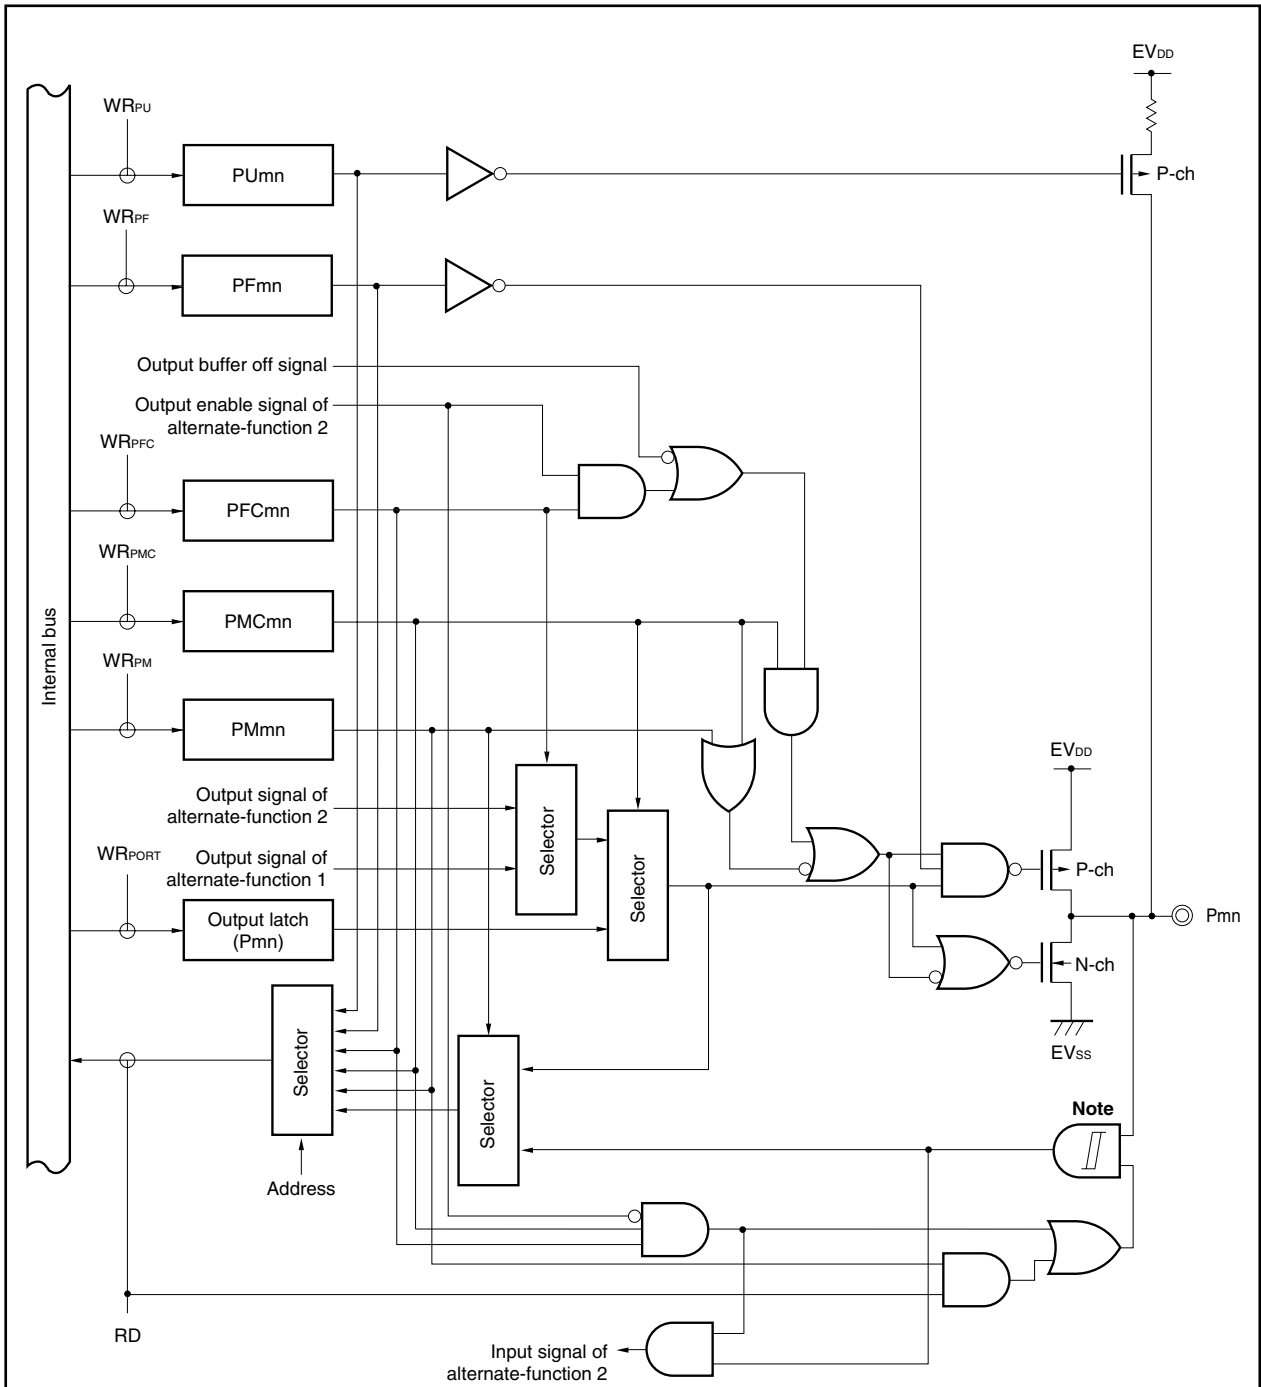 EVDD
WRPU
PUmn
P-ch
WRPF
PFmn
Output buffer off signal
Output enable signal of
alternate-function 2
WRPFC
PFCmn
WRPMC
PMCmn
Internal bus
WRPM
PMmn
EVDD
Output signal of
alternate-function 2
Selector
WRPORT
Output signal of
alternate-function 1
Selector
P-ch
Output latch
(Pmn)
Pmn
N-ch
Selector
Selector
EVSS
Note
Address
RD
Input signal of
alternate-function 2